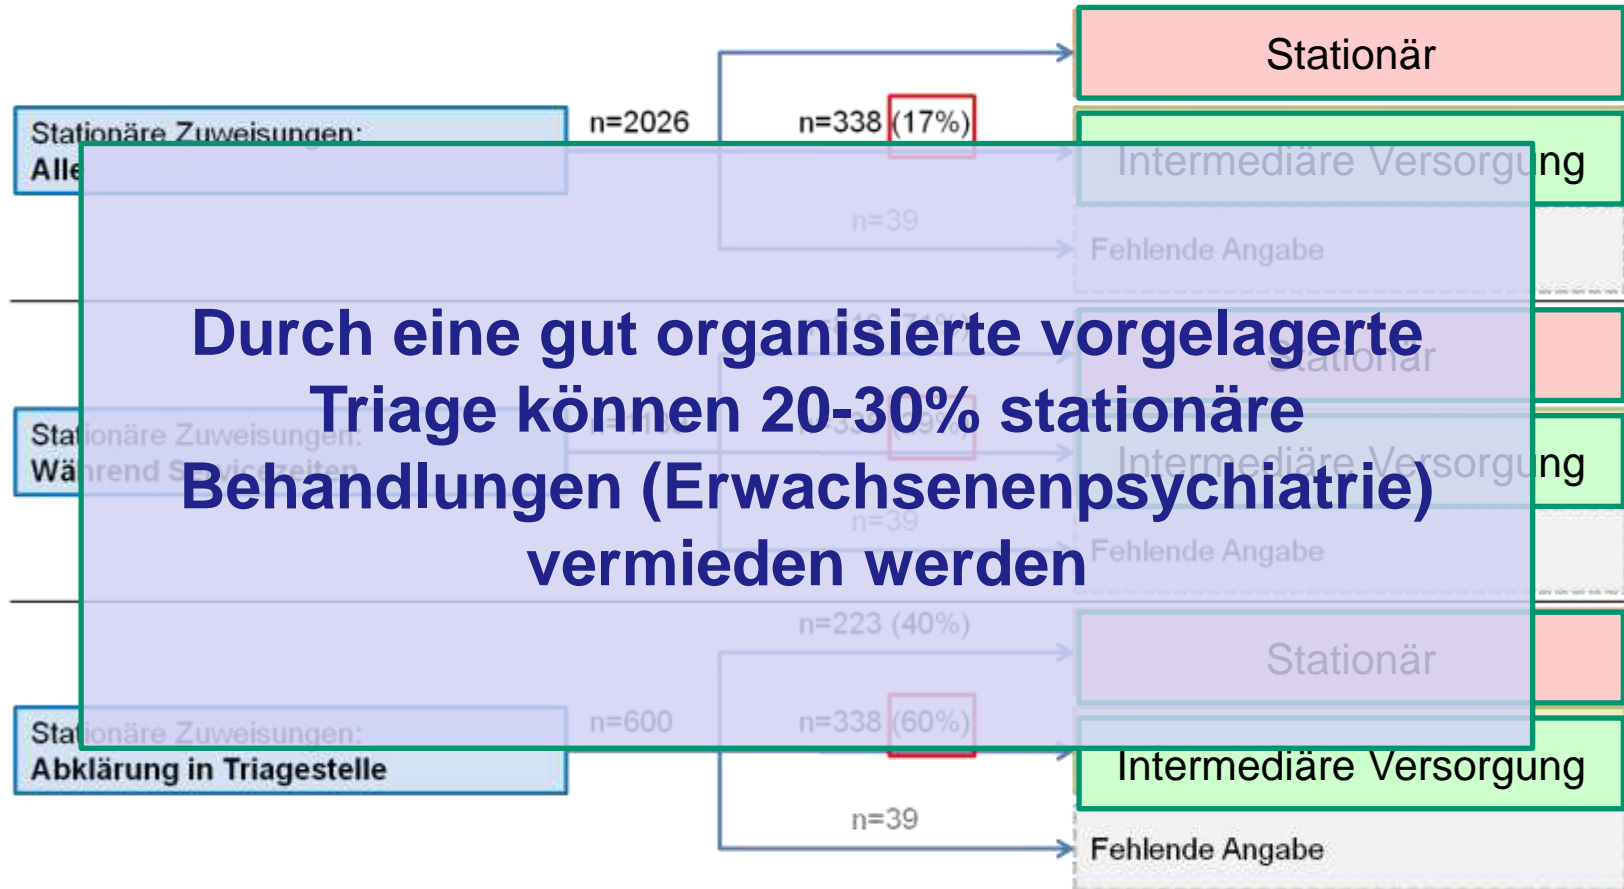 Stationär
Stationäre Zuweisungen:
Alle
n=2026
n=338 (17%)
Intermediäre Versorgung
n=39
Fehlende Angabe
Durch eine gut organisierte vorgelagerte
Triage können 20-30% stationäre
Behandlungen (Erwachsenenpsychiatrie)
vermieden werden
Stationär
Stationäre Zuweisungen:
Während Servicezeiten
Intermediäre Versorgung
n=39
Fehlende Angabe
n=223 (40%)
Stationär
Stationäre Zuweisungen:
Abklärung in Triagestelle
n=600
n=338 (60%)
Intermediäre Versorgung
n=39
Fehlende Angabe